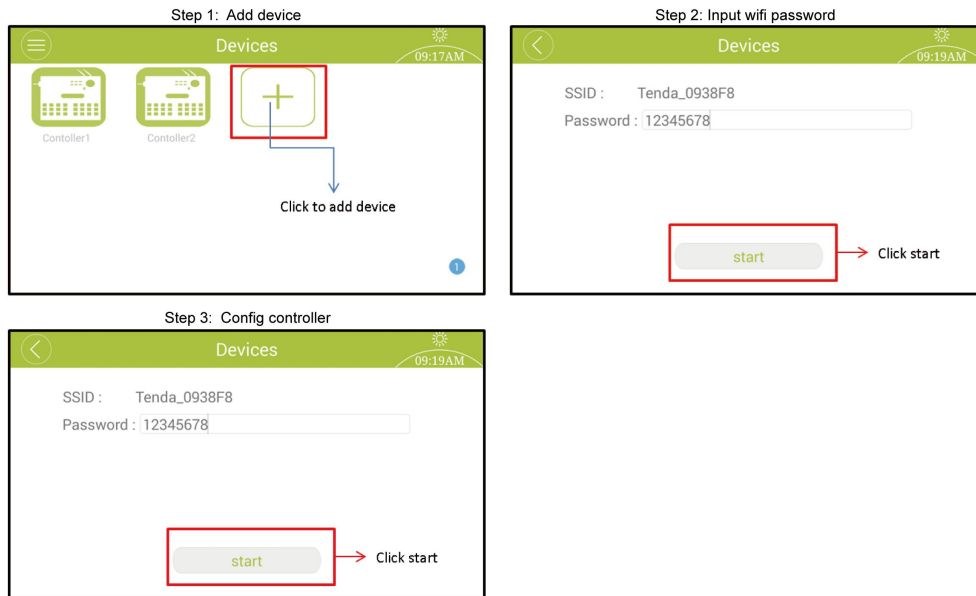 Step 1: Add device
Devices
09:17AM
Contoller1
Contoller2
Click to add device
1
Step 2: Input wifi password
Devices
09:19AM
SSID : Tenda_0938F8
Password : 12345678
start
Click start
Step 3: Config controller
Devices
09:19AM
SSID : Tenda_0938F8
Password : 12345678
start
Click start